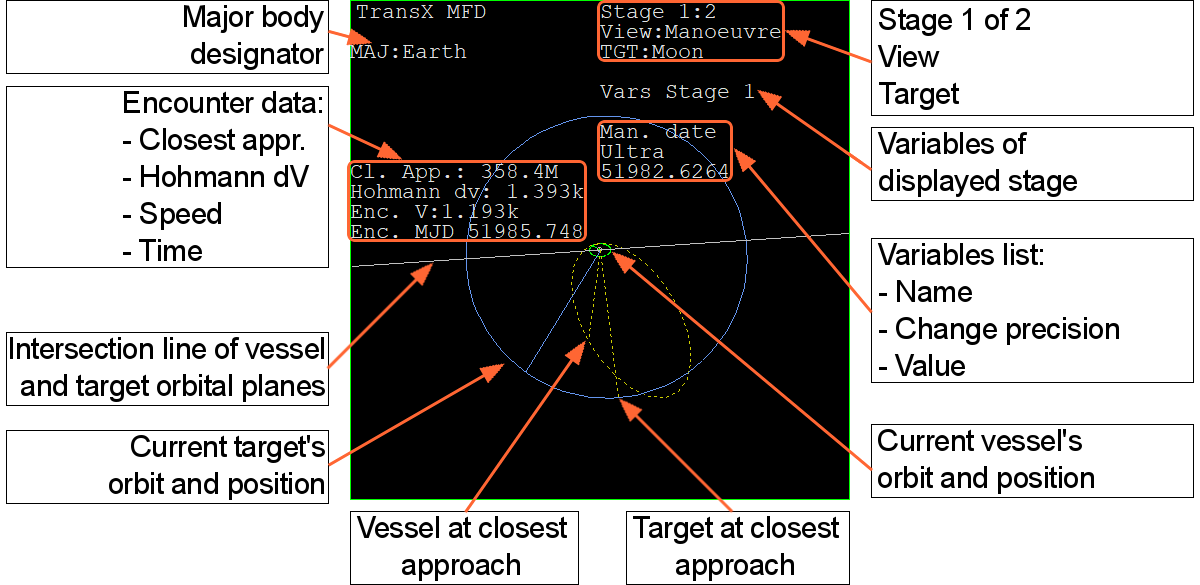 Major body
designator
Encounter data:
- Closest appr.
- Hohmann dV
- Speed
- Time
Intersection line of vessel
and target orbital planes
Current target's
orbit and position
TransX MFD
MAJ:Earth
Stage 1:2
View:Manoeuvre
TGT:Moon
Vars Stage 1
Man. date
Ultra
51982.6264
Cl. App.: 358.4M
Hohmann dv: 1.393k
Enc. V:1.193k
Enc. MJD 51985.748
Stage 1 of 2
View
Target
Variables of
displayed stage
Variables list:
- Name
- Change precision
- Value
Current vessel's
orbit and position
Vessel at closest
approach
Target at closest
approach